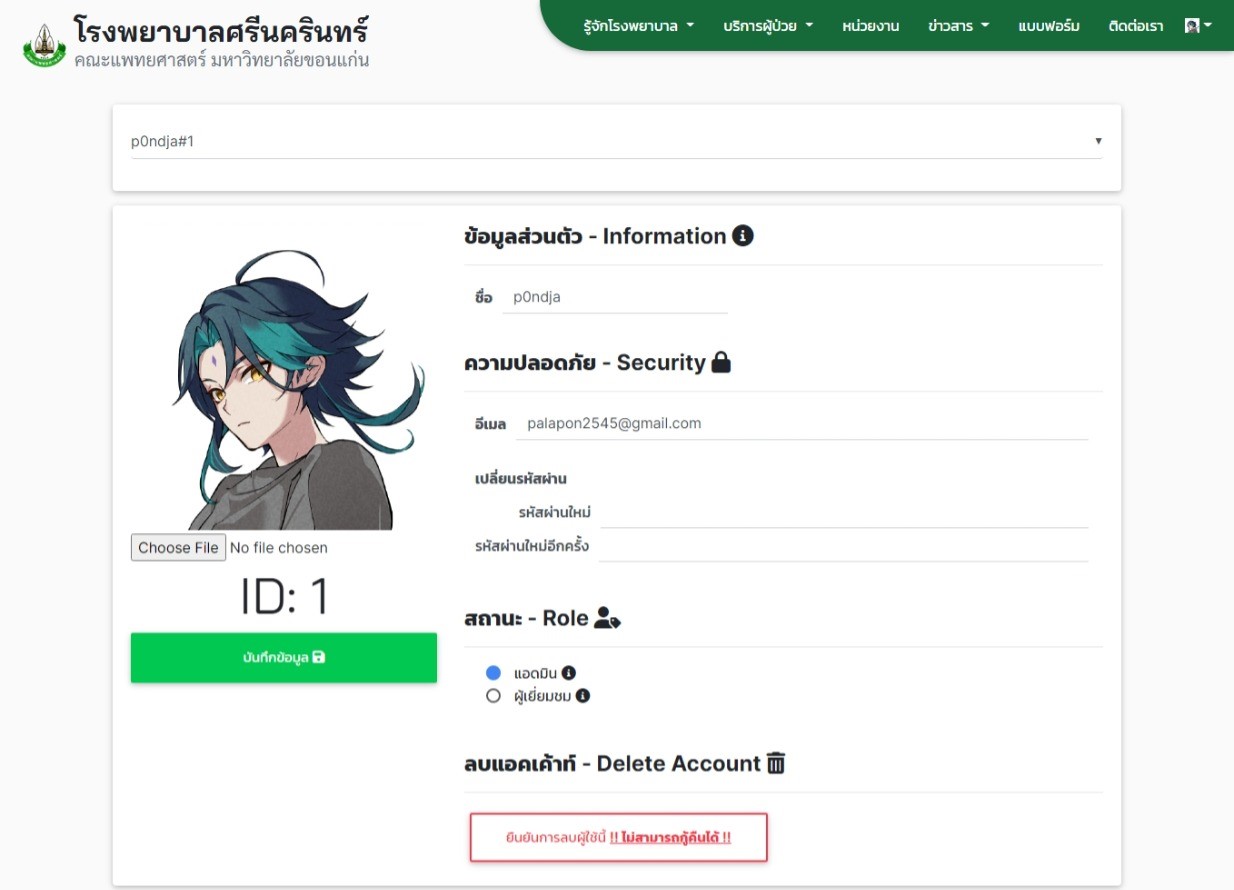 โรงพยาบาลศรีนครินทร์
คณะแพทยศาสตร์ มหาวิทยาลัยขอนแก่น
รู้จักโรงพยาบาล บริการผู้ป่วย หน่วยงาน ข่าวสาร แบบฟอร์ม ติดต่อเรา
p0ndja#1
ข้อมูลส่วนตัว - Information
ชื่อ p0ndja
ความปลอดภัย - Security
อีเมล palapon2545@gmail.com
เปลี่ยนรหัสผ่าน
รหัสผ่านใหม่
รหัสผ่านใหม่อีกครั้ง
Choose File No file chosen
ID: 1
บันทึกข้อมูล
สถานะ - Role
แอดมิน
ผู้เยี่ยมชม
ลบแอคเค้าท์ - Delete Account
ยืนยันการลบผู้ใช้นี้ !! ไม่สามารถกู้คืนได้ !!